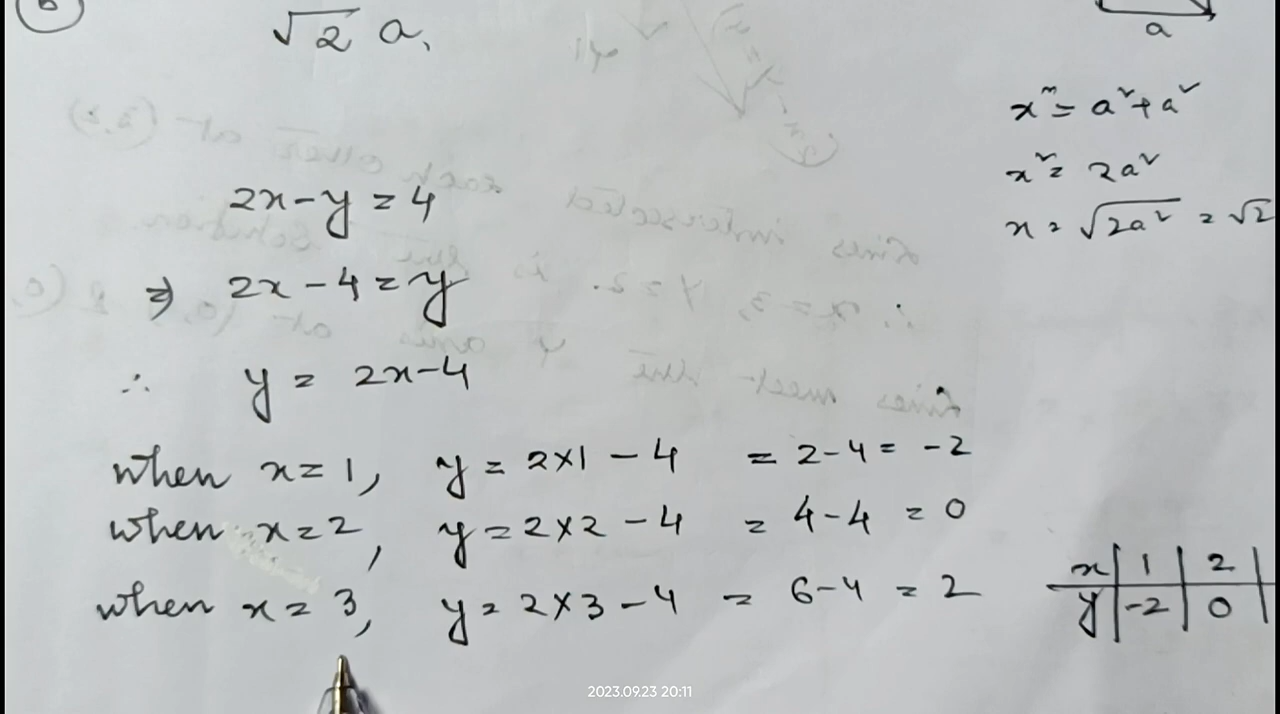 √2 a,
a
x² = a² + a²
x² = 2a²
x = √2a² = √2
2x - y = 4
⇒ 2x - 4 = y
∴ y = 2x - 4
when x = 1, y = 2×1 - 4 = 2 - 4 = -2
when x = 2, y = 2×2 - 4 = 4 - 4 = 0
when x = 3, y = 2×3 - 4 = 6 - 4 = 2
x | 1 | 2 |
y | -2 | 0 |
2023.09.23 20:11